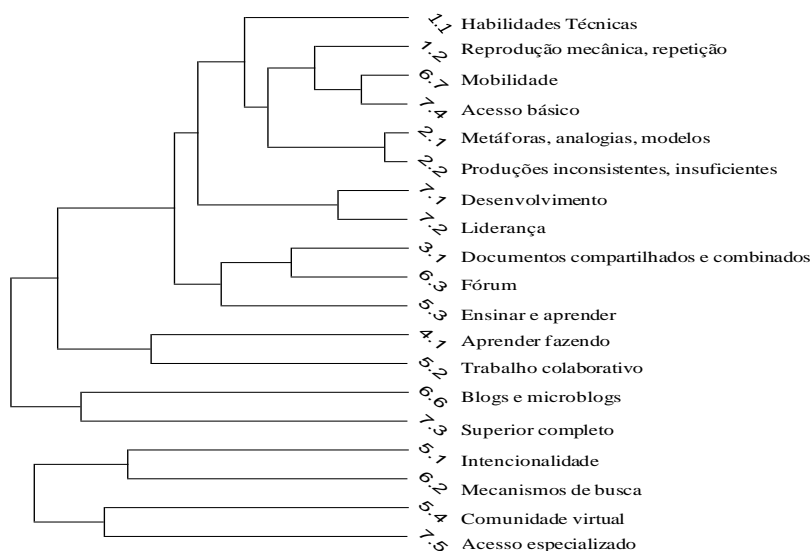 1.1 Habilidades Técnicas
1.2 Reprodução mecânica, repetição
6.7 Mobilidade
7.4 Acesso básico
2.1 Metáforas, analogias, modelos
2.2 Produções inconsistentes, insuficientes
7.1 Desenvolvimento
7.2 Liderança
3.1 Documentos compartilhados e combinados
6.3 Fórum
5.3 Ensinar e aprender
4.1 Aprender fazendo
5.2 Trabalho colaborativo
6.6 Blogs e microblogs
7.3 Superior completo
5.1 Intencionalidade
6.2 Mecanismos de busca
5.4 Comunidade virtual
7.5 Acesso especializado